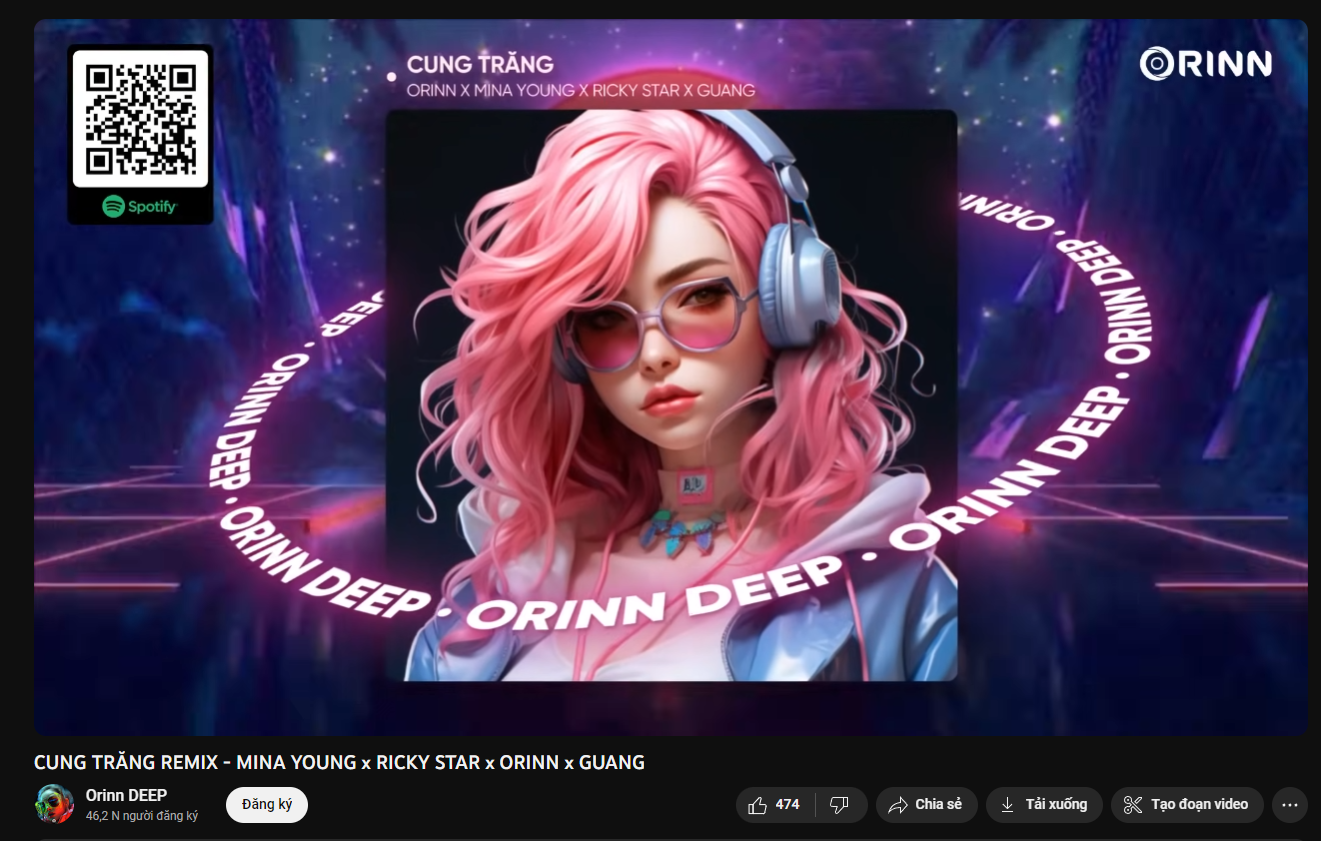 CUNG TRĂNG
ORINN X MINA YOUNG X RICKY STAR X GUANG
ORINN
Spotify
DEEP • ORINN DEEP • ORINN DEEP • ORINN DEEP • ORINN DEEP • ORINN DEEP • ORINN
CUNG TRĂNG REMIX - MINA YOUNG x RICKY STAR x ORINN x GUANG
Orinn DEEP
46,2 N người đăng ký
Đăng ký
474
Chia sẻ
Tải xuống
Tạo đoạn video